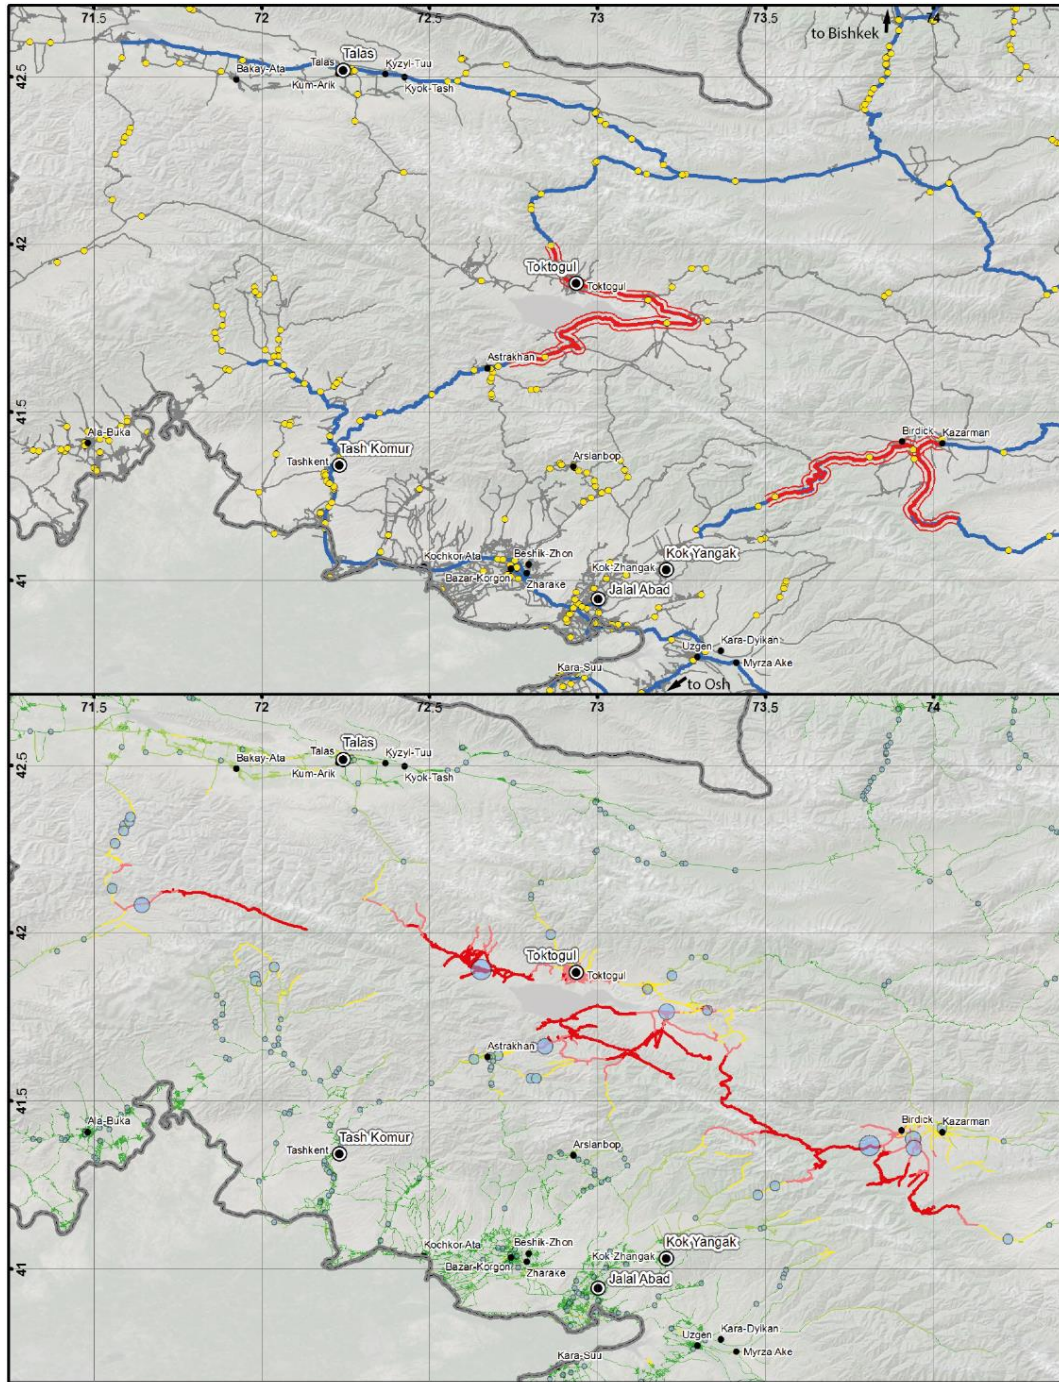 71.5 72 72.5 73 73.5 74
to Bishkek
Talas
Talas
Kyzyl-Tuu
Bakay-Ata
42.5
Kum-Arik
Kyok-Tash
42
Toktogul
Toktogul
Astrakhan
41.5
Ala-Buka
Birdick
Kazarman
Tash Komur
Tashkent
Arslanbop
Kochkor Ata
Beshik-Zhon
Kok Yangak
Kok-Zhangak
41
Bazar-Korgon
Zharake
Jalal Abad
Uzgen
Kara-Dyikan
Myrza Ake
Kara-Suu
to Osh
71.5 72 72.5 73 73.5 74
Talas
Talas
Kyzyl-Tuu
Bakay-Ata
42.5
Kum-Arik
Kyok-Tash
42
Toktogul
Toktogul
Astrakhan
41.5
Ala-Buka
Birdick
Kazarman
Tash Komur
Tashkent
Arslanbop
Kochkor Ata
Beshik-Zhon
Kok Yangak
Kok-Zhangak
41
Bazar-Korgon
Zharake
Jalal Abad
Uzgen
Kara-Dyikan
Myrza Ake
Kara-Suu